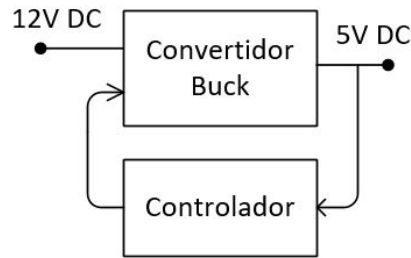 12V DC
5V DC
Convertidor
Buck
Controlador